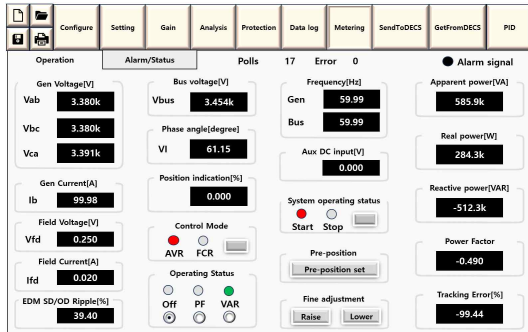 Configure Setting Gain Analysis Protection Data log Metering SendToDECS GetFromDECS PID
Operation Alarm/Status Polls 17 Error 0 Alarm signal
Gen Voltage[V]
Vab 3.380k
Vbc 3.380k
Vca 3.391k
Gen Current[A]
Ib 99.98
Field Voltage[V]
Vfd 0.250
Field Current[A]
Ifd 0.020
EDM SD/OD Ripple[%]
39.40
Bus voltage[V]
Vbus 3.454k
Phase angle[degree]
VI 61.15
Position indication[%]
0.000
Control Mode
AVR FCR
Operating Status
Off PF VAR
Frequency[Hz]
Gen 59.99
Bus 59.99
Aux DC input[V]
0.000
System operating status
Start Stop
Pre-position
Pre-position set
Fine adjustment
Raise Lower
Apparent power[VA]
585.9k
Real power[W]
284.3k
Reactive power[VAR]
-512.3k
Power Factor
-0.490
Tracking Error[%]
-99.44